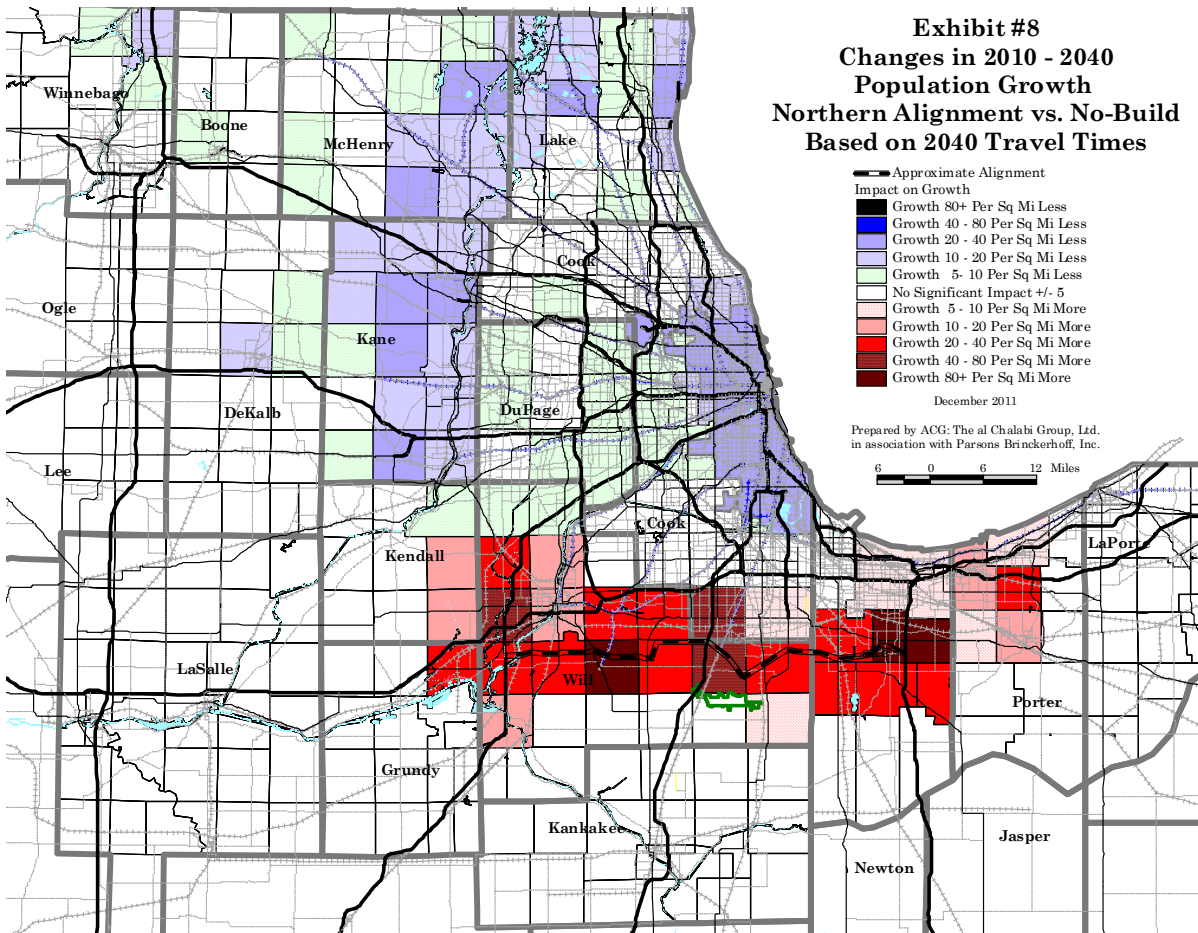 Exhibit #8
Changes in 2010 - 2040
Population Growth
Northern Alignment vs. No-Build
Based on 2040 Travel Times
Approximate Alignment
Impact on Growth
Growth 80+ Per Sq Mi Less
Growth 40 - 80 Per Sq Mi Less
Growth 20 - 40 Per Sq Mi Less
Growth 10 - 20 Per Sq Mi Less
Growth 5- 10 Per Sq Mi Less
No Significant Impact +/- 5
Growth 5 - 10 Per Sq Mi More
Growth 10 - 20 Per Sq Mi More
Growth 20 - 40 Per Sq Mi More
Growth 40 - 80 Per Sq Mi More
Growth 80+ Per Sq Mi More
December 2011
Prepared by ACG: The al Chalabi Group, Ltd.
in association with Parsons Brinckerhoff, Inc.
6 0 6 12 Miles
Winnebago
Boone
McHenry
Lake
Cook
Ogle
Kane
DeKalb
DuPage
Lee
Cook
Kendall
LaPorte
LaSalle
Will
Porter
Grundy
Kankakee
Jasper
Newton